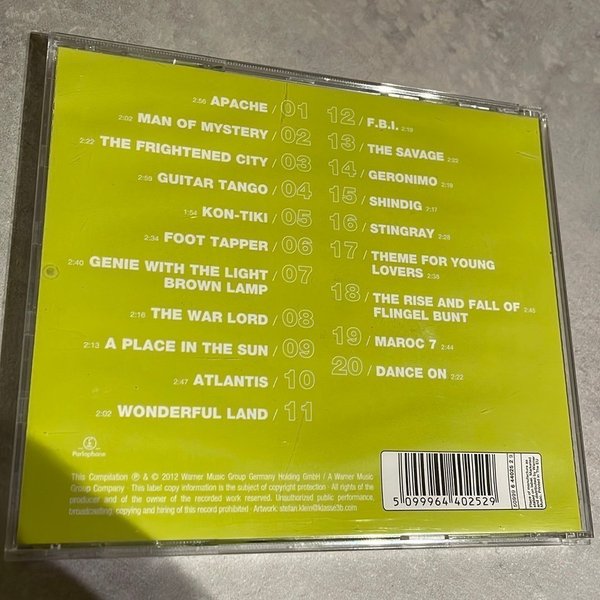 2:56 APACHE / 01
2:02 MAN OF MYSTERY / 02
2:22 THE FRIGHTENED CITY / 03
2:59 GUITAR TANGO / 04
1:54 KON-TIKI / 05
2:34 FOOT TAPPER / 06
2:40 GENIE WITH THE LIGHT / 07
BROWN LAMP
2:16 THE WAR LORD / 08
2:13 A PLACE IN THE SUN / 09
2:47 ATLANTIS / 10
2:02 WONDERFUL LAND / 11
12 / F.B.I. 2:19
13 / THE SAVAGE 2:22
14 / GERONIMO 2:19
15 / SHINDIG 2:17
16 / STINGRAY 2:28
17 / THEME FOR YOUNG
LOVERS 2:38
18 / THE RISE AND FALL OF 2:45
FLINGEL BUNT
19 / MAROC 7 2:44
20 / DANCE ON 2:22
Parlophone
This Compilation ℗ & © 2012 Warner Music Group Germany Holding GmbH / A Warner Music
Group Company · This label copy information is the subject of copyright protection · All rights of the
producer and of the owner of the recorded work reserved. Unauthorized public performance,
broadcasting, copying and hiring of this record prohibited · Artwork: stefan.klein@klasse3b.com
5 099964 402529